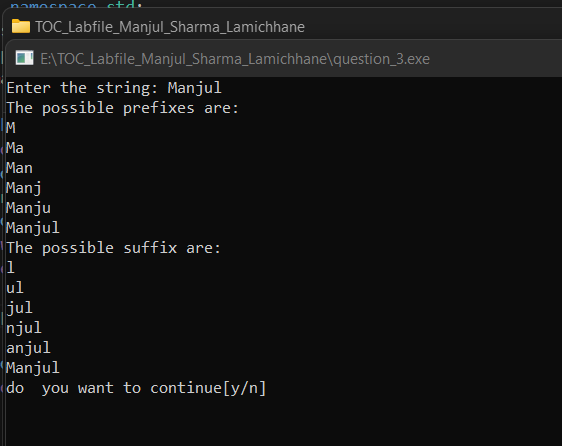 namespace std;
TOC_Labfile_Manjul_Sharma_Lamichhane
E:\TOC_Labfile_Manjul_Sharma_Lamichhane\question_3.exe
Enter the string: Manjul
The possible prefixes are:
M
Ma
Man
Manj
Manju
Manjul
The possible suffix are:
l
ul
jul
njul
anjul
Manjul
do  you want to continue[y/n]